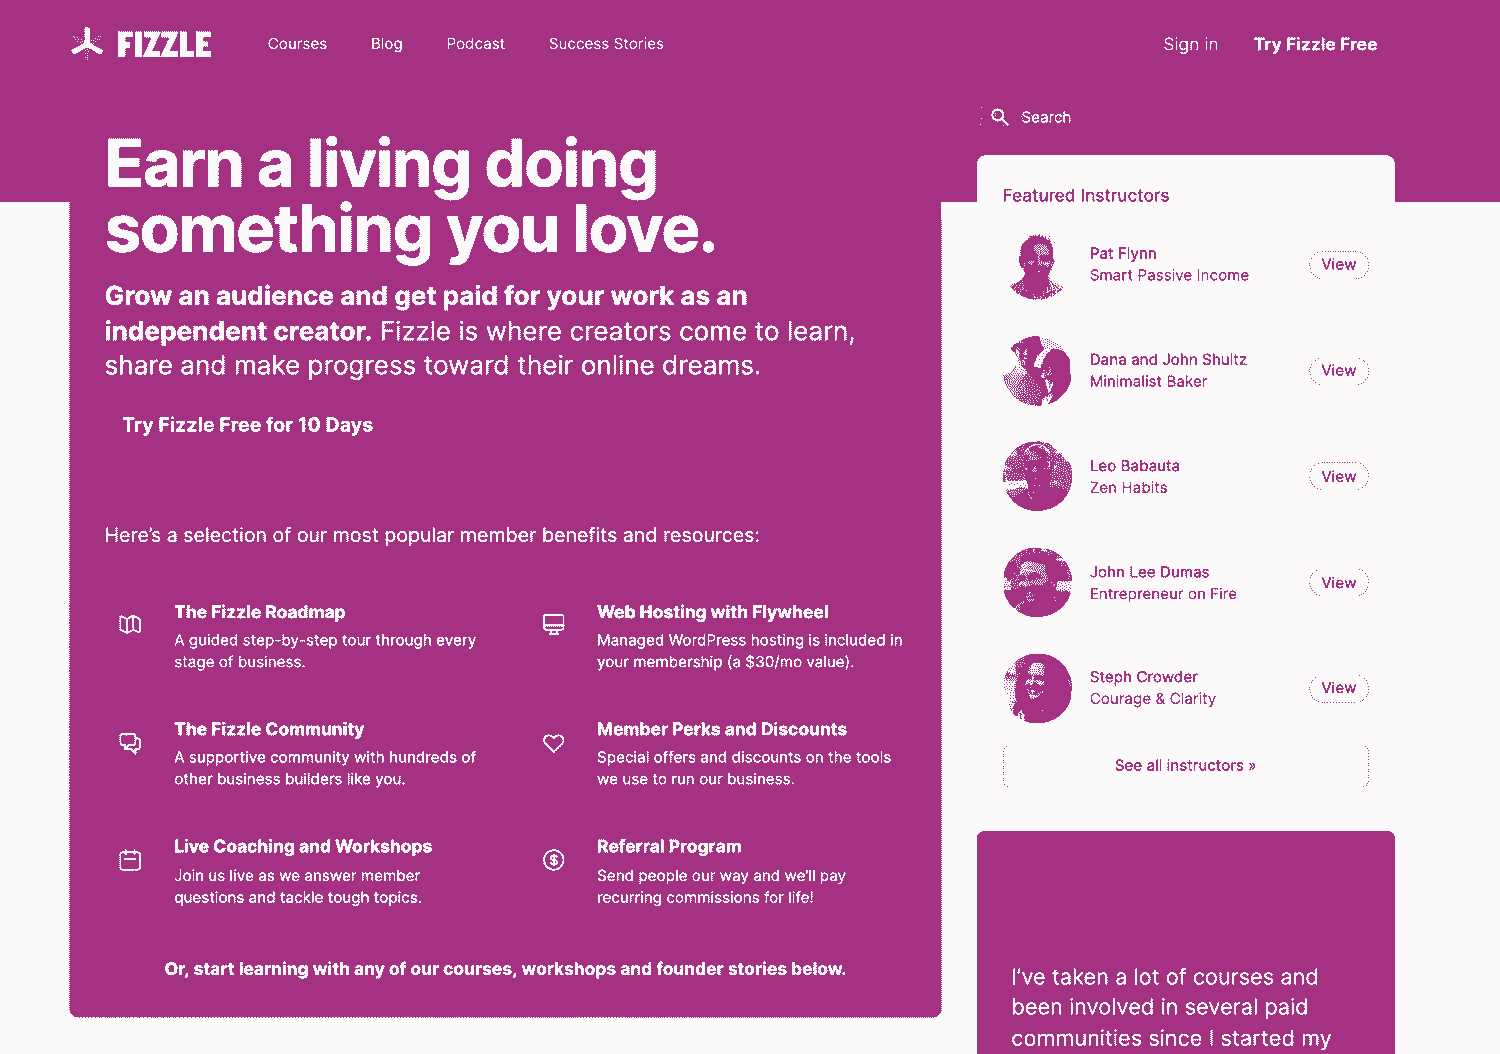 FIZZLE
Courses
Blog
Podcast
Success Stories
Sign in
Try Fizzle Free
Search
Earn a living doing
something you love.
Grow an audience and get paid for your work as an
independent creator. Fizzle is where creators come to learn,
share and make progress toward their online dreams.
Try Fizzle Free for 10 Days
Here's a selection of our most popular member benefits and resources:
The Fizzle Roadmap
A guided step-by-step tour through every
stage of business.
Web Hosting with Flywheel
Managed WordPress hosting is included in
your membership (a $30/mo value).
The Fizzle Community
A supportive community with hundreds of
other business builders like you.
Member Perks and Discounts
Special offers and discounts on the tools
we use to run our business.
Live Coaching and Workshops
Join us live as we answer member
questions and tackle tough topics.
Referral Program
Send people our way and we'll pay
recurring commissions for life!
Or, start learning with any of our courses, workshops and founder stories below.
Featured Instructors
Pat Flynn
Smart Passive Income
View
Dana and John Shultz
Minimalist Baker
View
Leo Babauta
Zen Habits
View
John Lee Dumas
Entrepreneur on Fire
View
Steph Crowder
Courage & Clarity
View
See all instructors »
I've taken a lot of courses and
been involved in several paid
communities since I started my